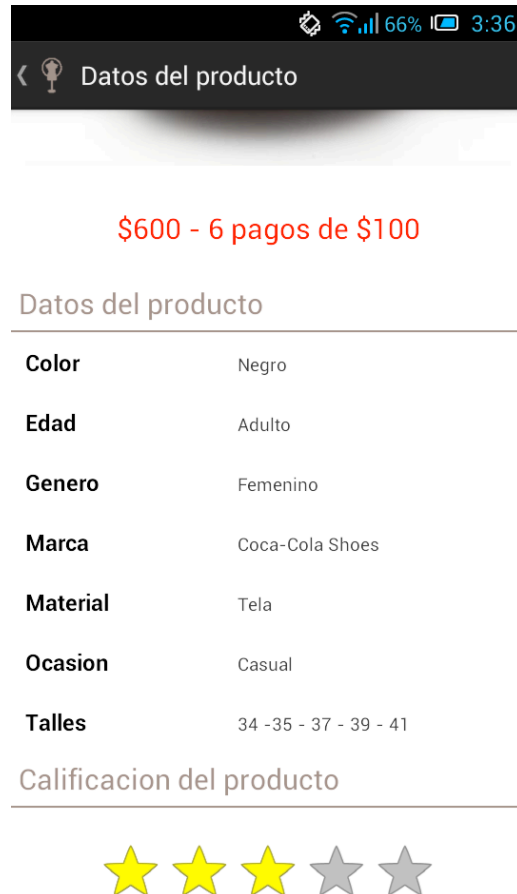 66% 3:36
Datos del producto
$600 - 6 pagos de $100
Datos del producto
Color Negro
Edad Adulto
Genero Femenino
Marca Coca-Cola Shoes
Material Tela
Ocasion Casual
Talles 34 -35 - 37 - 39 - 41
Calificacion del producto